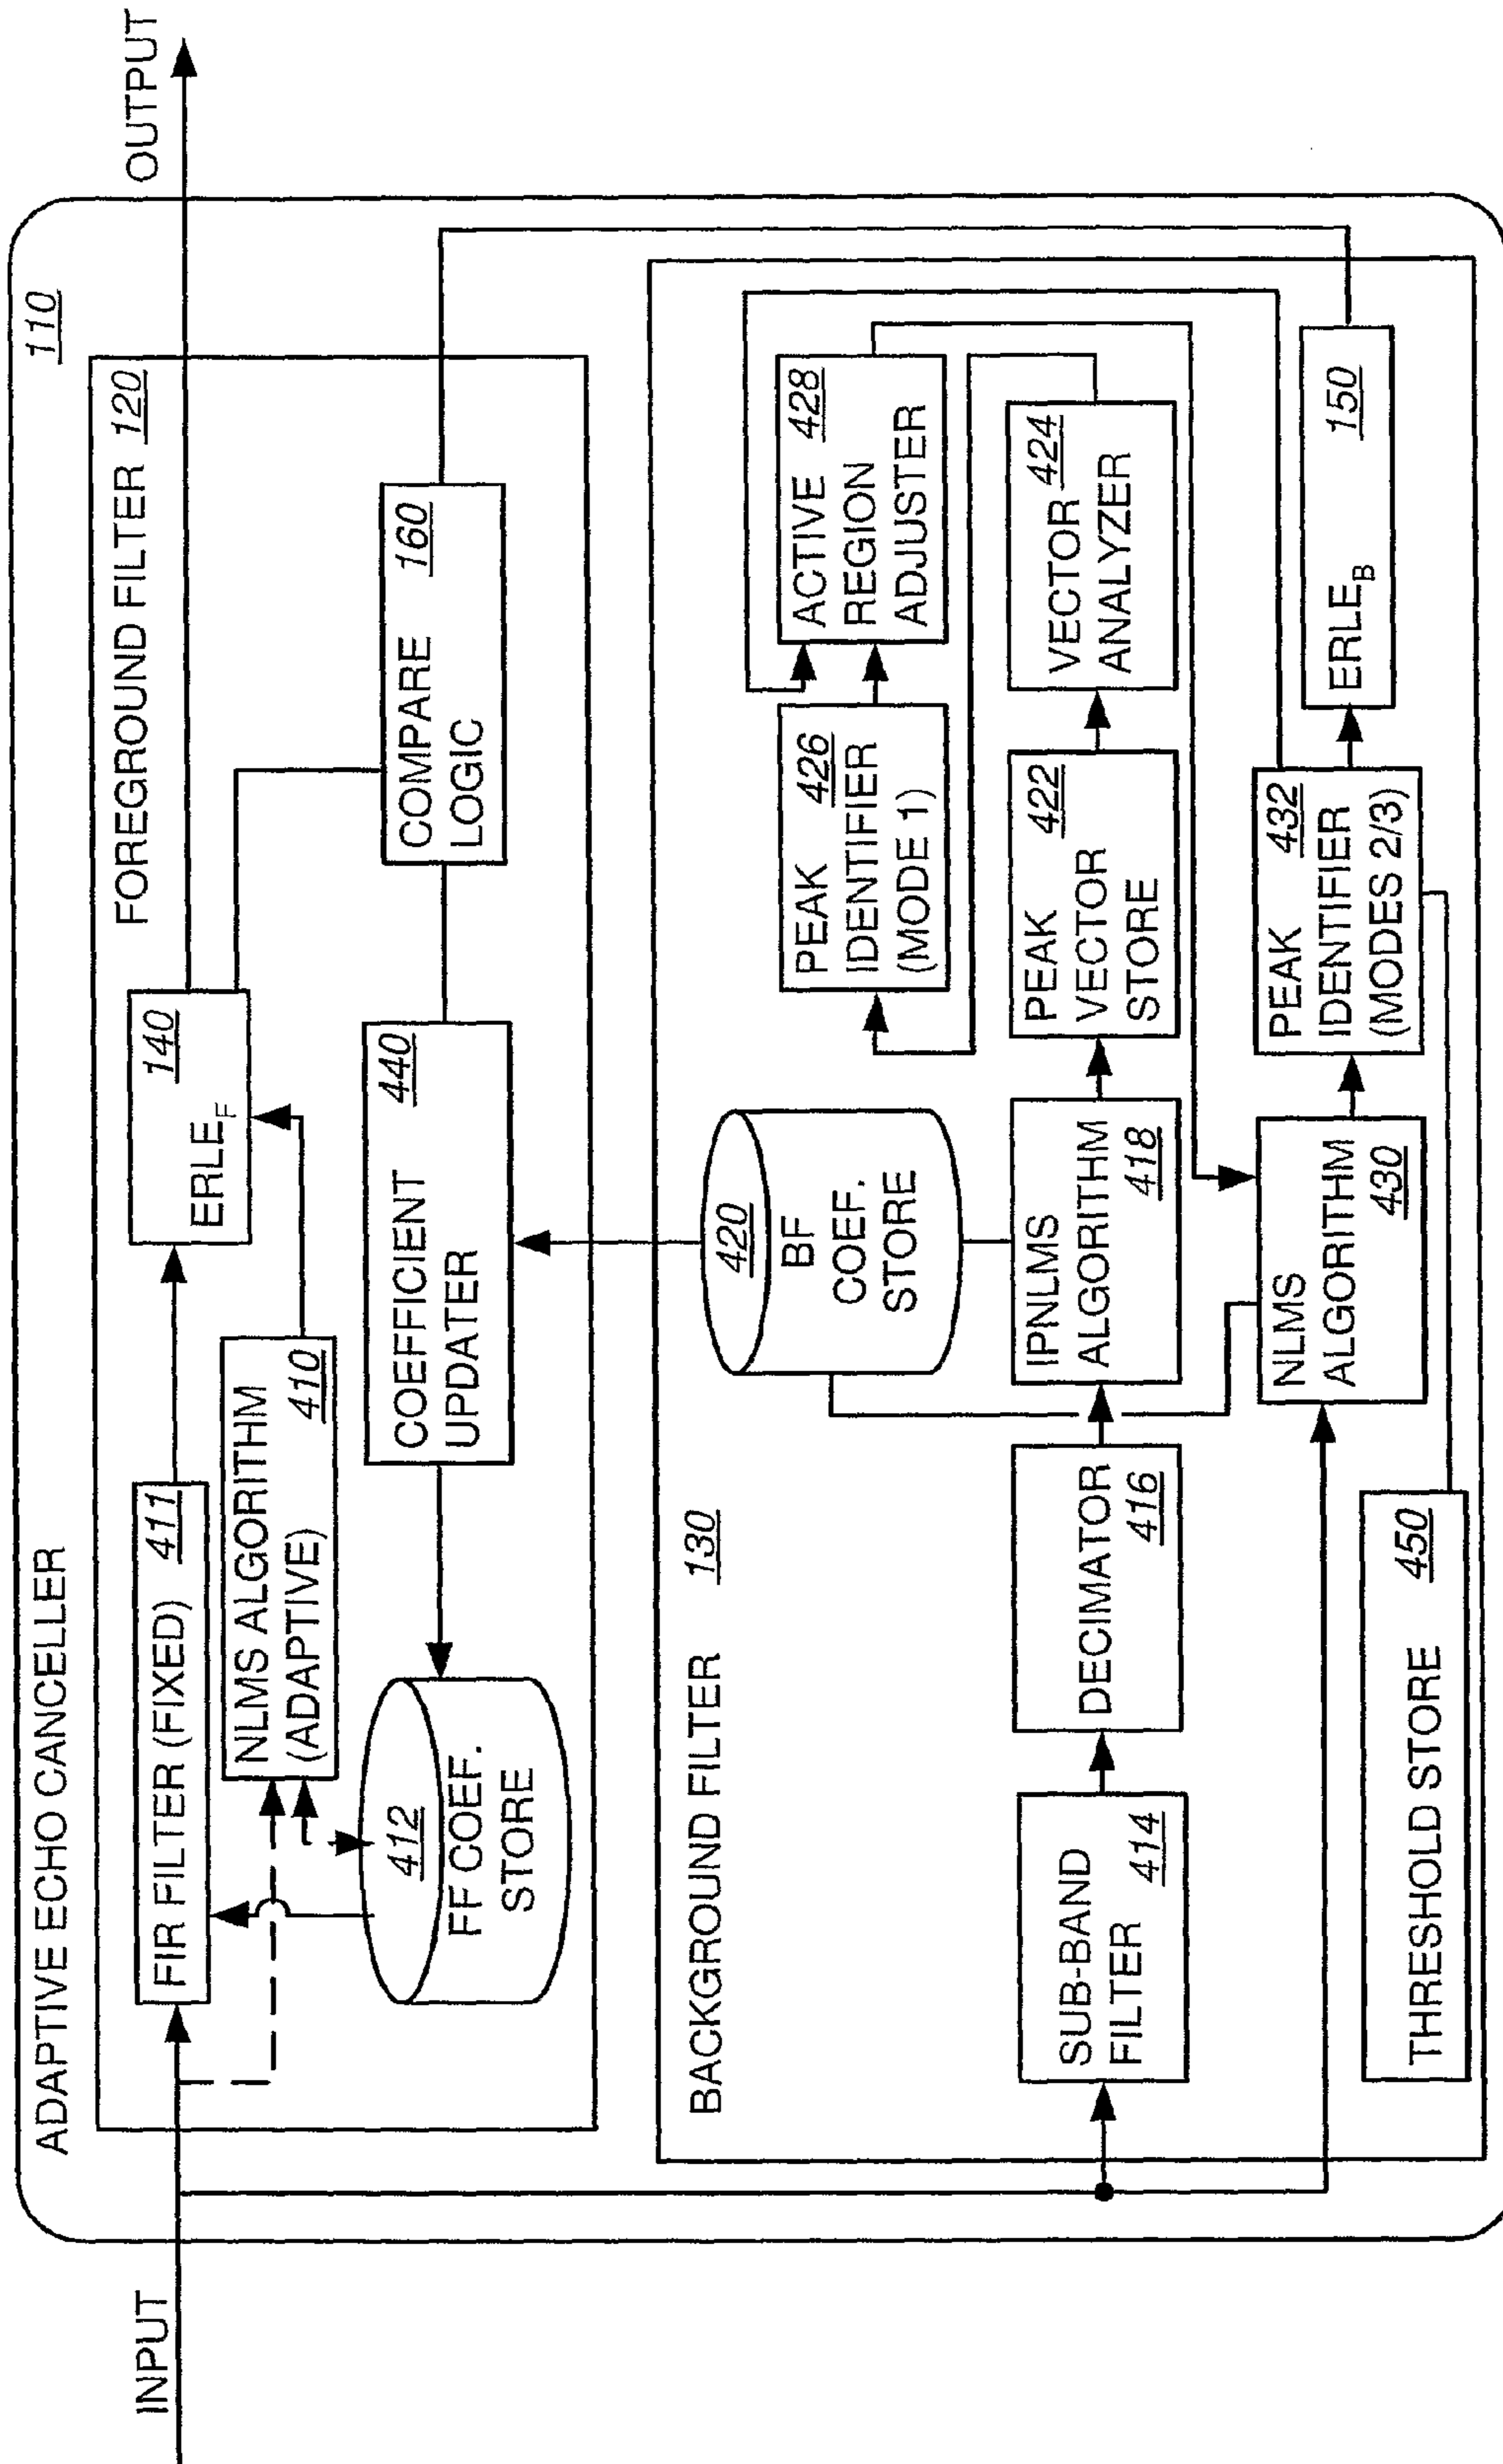 INPUT
OUTPUT
ADAPTIVE ECHO CANCELLER
110
FOREGROUND FILTER 120
FIR FILTER (FIXED) 411
NLMS ALGORITHM
(ADAPTIVE) 410
412
FF COEF.
STORE
140
ERLEF
440
COEFFICIENT
UPDATER
COMPARE 160
LOGIC
BACKGROUND FILTER 130
420
BF
COEF.
STORE
PEAK 426
IDENTIFIER
(MODE 1)
ACTIVE 428
REGION
ADJUSTER
SUB-BAND
FILTER 414
DECIMATOR
416
IPNLMS
ALGORITHM
418
PEAK 422
VECTOR
STORE
VECTOR 424
ANALYZER
NLMS
ALGORITHM
430
PEAK 432
IDENTIFIER
(MODES 2/3)
ERLEB 150
THRESHOLD STORE 450